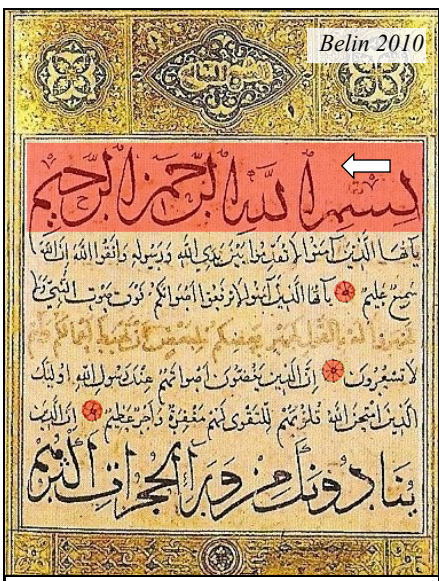 Belin 2010
بسم الله الرحمن الرحيم
يا أيها الذين آمنوا لا تقدموا بين يدي الله ورسوله واتقوا الله إن الله
سميع عليم يا أيها الذين آمنوا لا ترفعوا أصواتكم فوق صوت النبي ولا
تجهروا له بالقول كجهر بعضكم لبعض أن تحبط أعمالكم وأنتم
لا تشعرون إن الذين يغضون أصواتهم عند رسول الله أولئك
الذين امتحن الله قلوبهم للتقوى لهم مغفرة وأجر عظيم إن الذين
ينادونك من وراء الحجرات أكثرهم